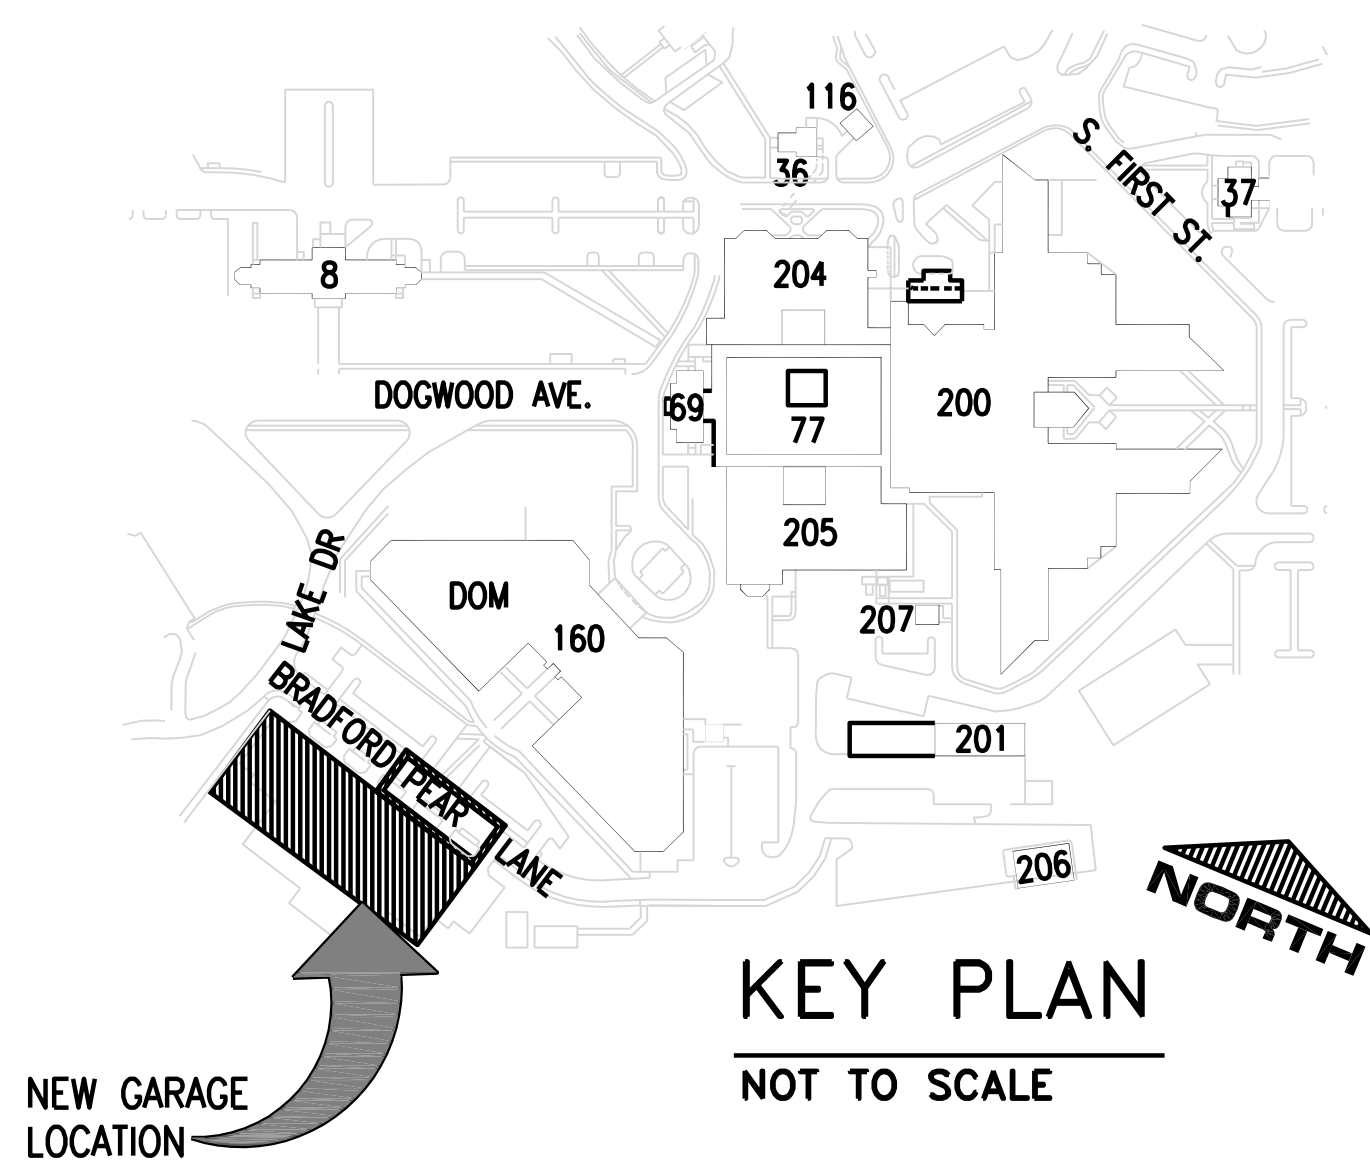 116
36
S. FIRST ST.
37
8
204
DOGWOOD AVE.
69
77
200
205
LAKE DR
DOM
160
207
BRADFORD PEAR LANE
201
206
NORTH
KEY PLAN
NOT TO SCALE
NEW GARAGE
LOCATION